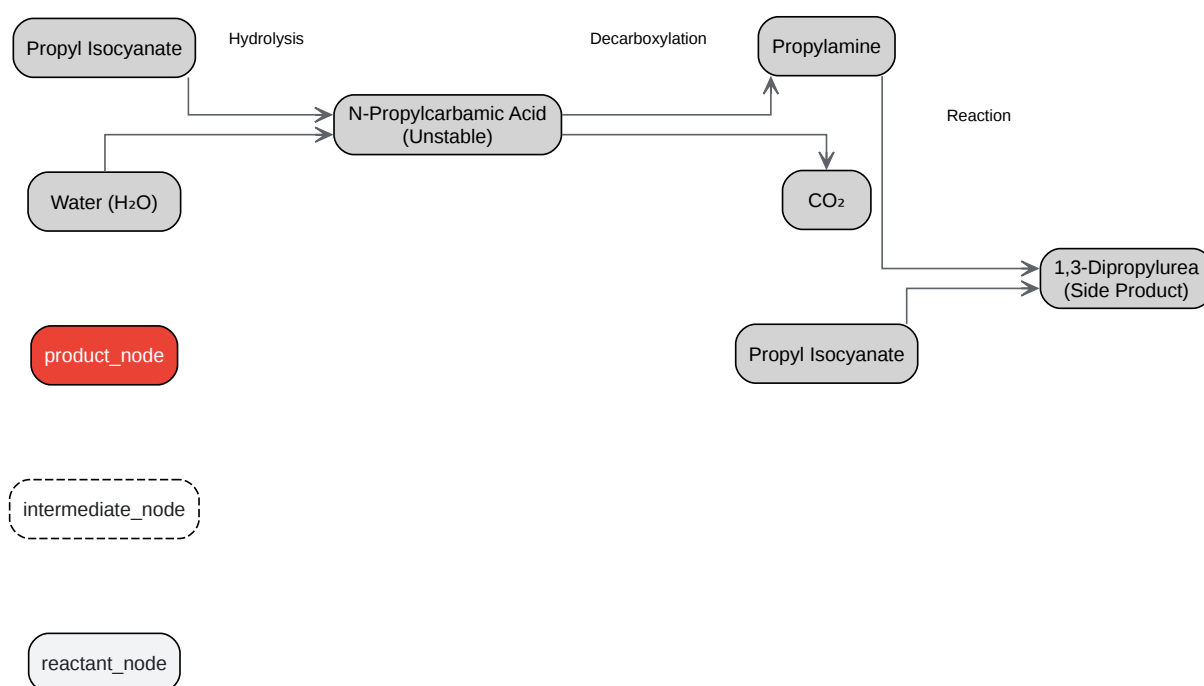 Propyl Isocyanate
Hydrolysis
Decarboxylation
Propylamine
N-Propylcarbamic Acid
(Unstable)
Reaction
Water (H₂O)
CO₂
1,3-Dipropylurea
(Side Product)
Propyl Isocyanate
product_node
intermediate_node
reactant_node